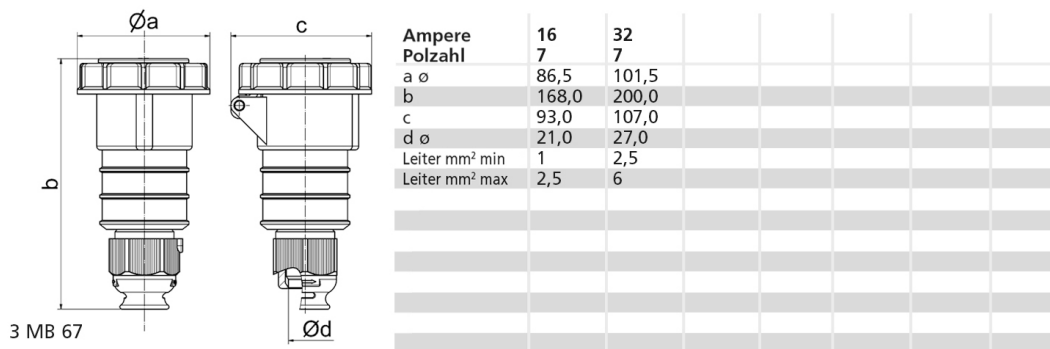 Øa
c
b
Ød
3 MB 67
Ampere 16 32
Polzahl 7 7
a ø 86,5 101,5
b 168,0 200,0
c 93,0 107,0
d ø 21,0 27,0
Leiter mm² min 1 2,5
Leiter mm² max 2,5 6